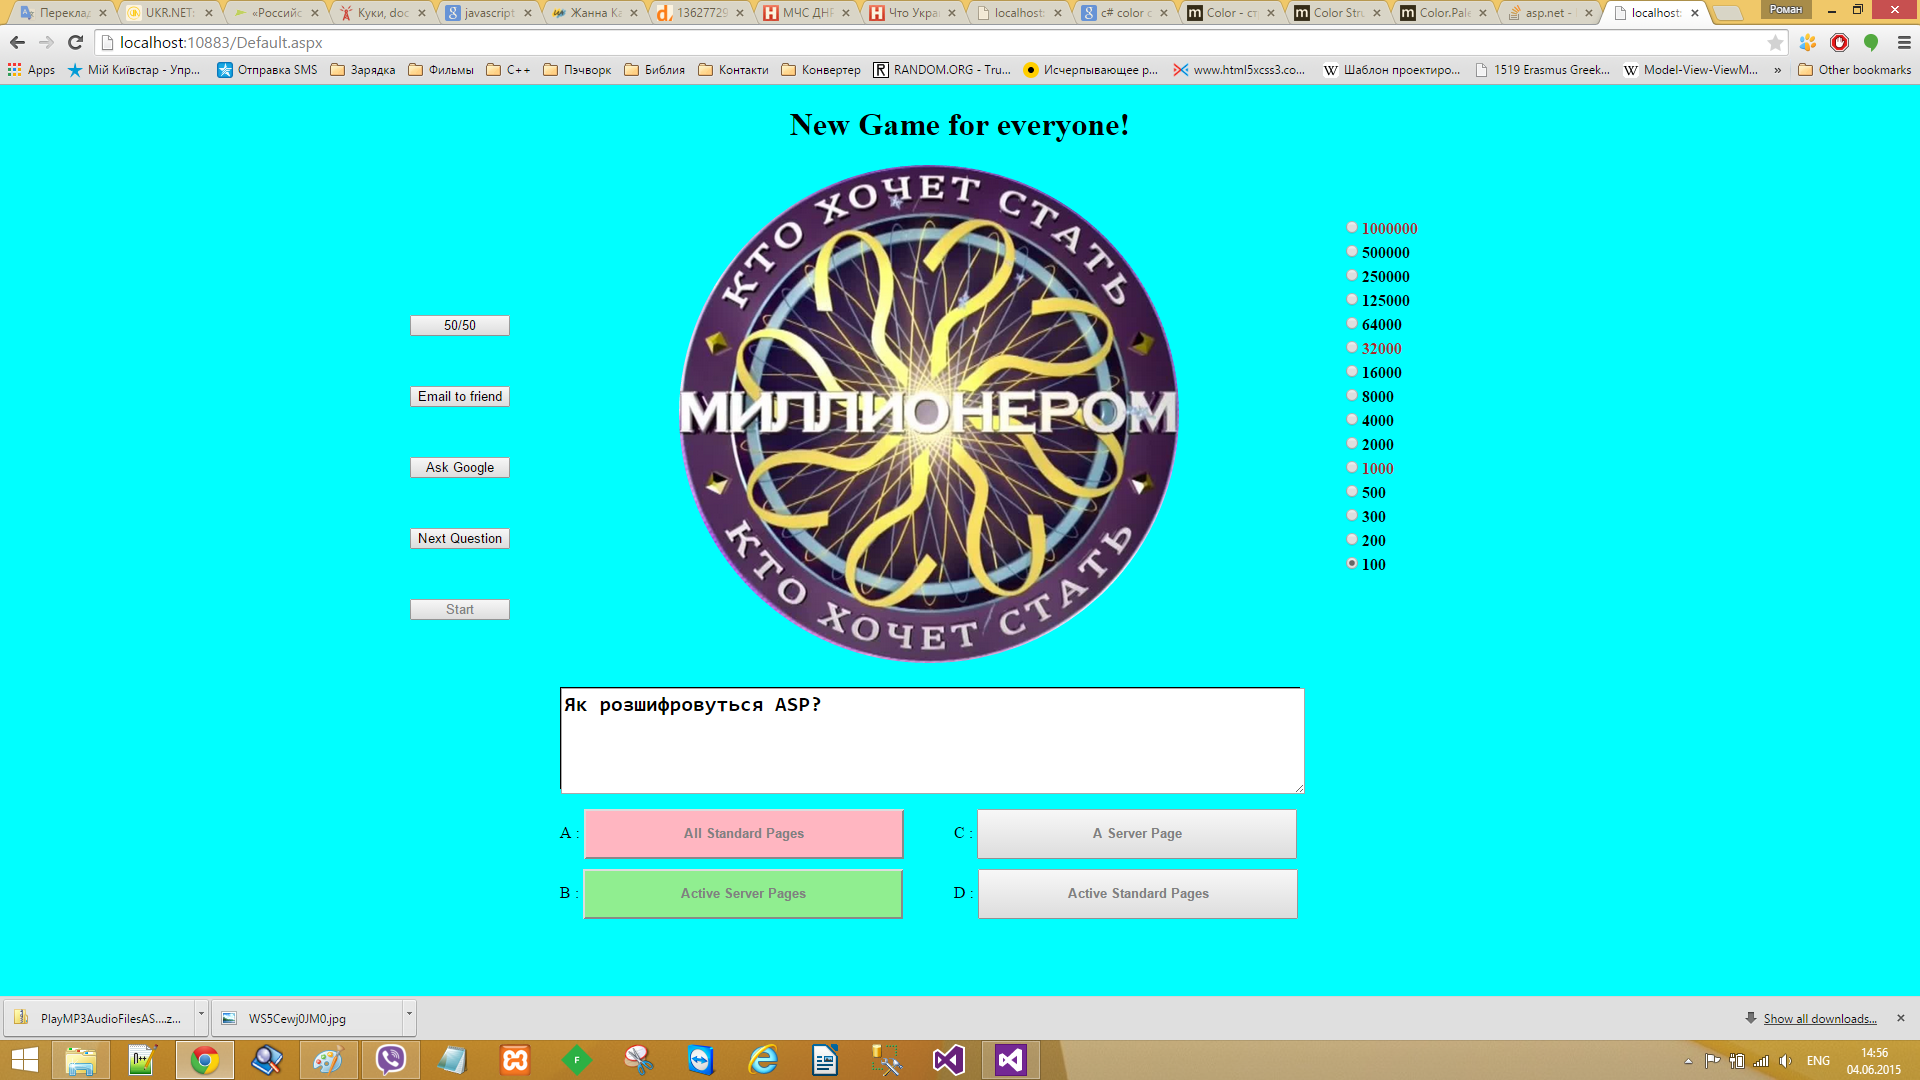 Переклад
UKR.NET:
«Российс
Куки, doc
javascript
Жанна Ка
13627729
МЧС ДНР
Что Укра
localhost:
c# color c
Color - ст
Color Stru
Color.Pale
asp.net -
localhost:
Роман
localhost:10883/Default.aspx
Apps
Мій Київстар - Упр...
Отправка SMS
Зарядка
Фильмы
C++
Пэчворк
Библия
Контакти
Конвертер
RANDOM.ORG - Tru...
Исчерпывающее р...
www.html5xcss3.co...
Шаблон проектиро...
1519 Erasmus Greek...
Model-View-ViewM...
»
Other bookmarks
New Game for everyone!
КТО ХОЧЕТ СТАТЬ
МИЛЛИОНЕРОМ
КТО ХОЧЕТ СТАТЬ
50/50
Email to friend
Ask Google
Next Question
Start
1000000
500000
250000
125000
64000
32000
16000
8000
4000
2000
1000
500
300
200
100
Як розшифровуться ASP?
A : All Standard Pages
C : A Server Page
B : Active Server Pages
D : Active Standard Pages
PlayMP3AudioFilesAS....z...
WS5Cewj0JM0.jpg
Show all downloads...
ENG
14:56
04.06.2015